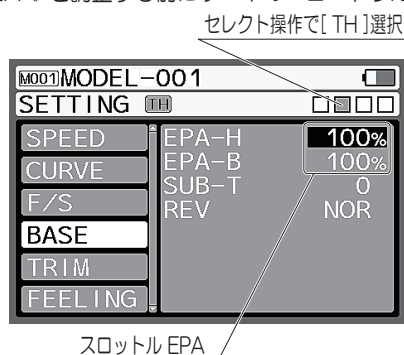 セレクト操作で[ TH ]選択
M001 MODEL-001
SETTING TH
SPEED
CURVE
F/S
BASE
TRIM
FEELING
EPA-H 100%
EPA-B 100%
SUB-T 0
REV NOR
スロットル EPA